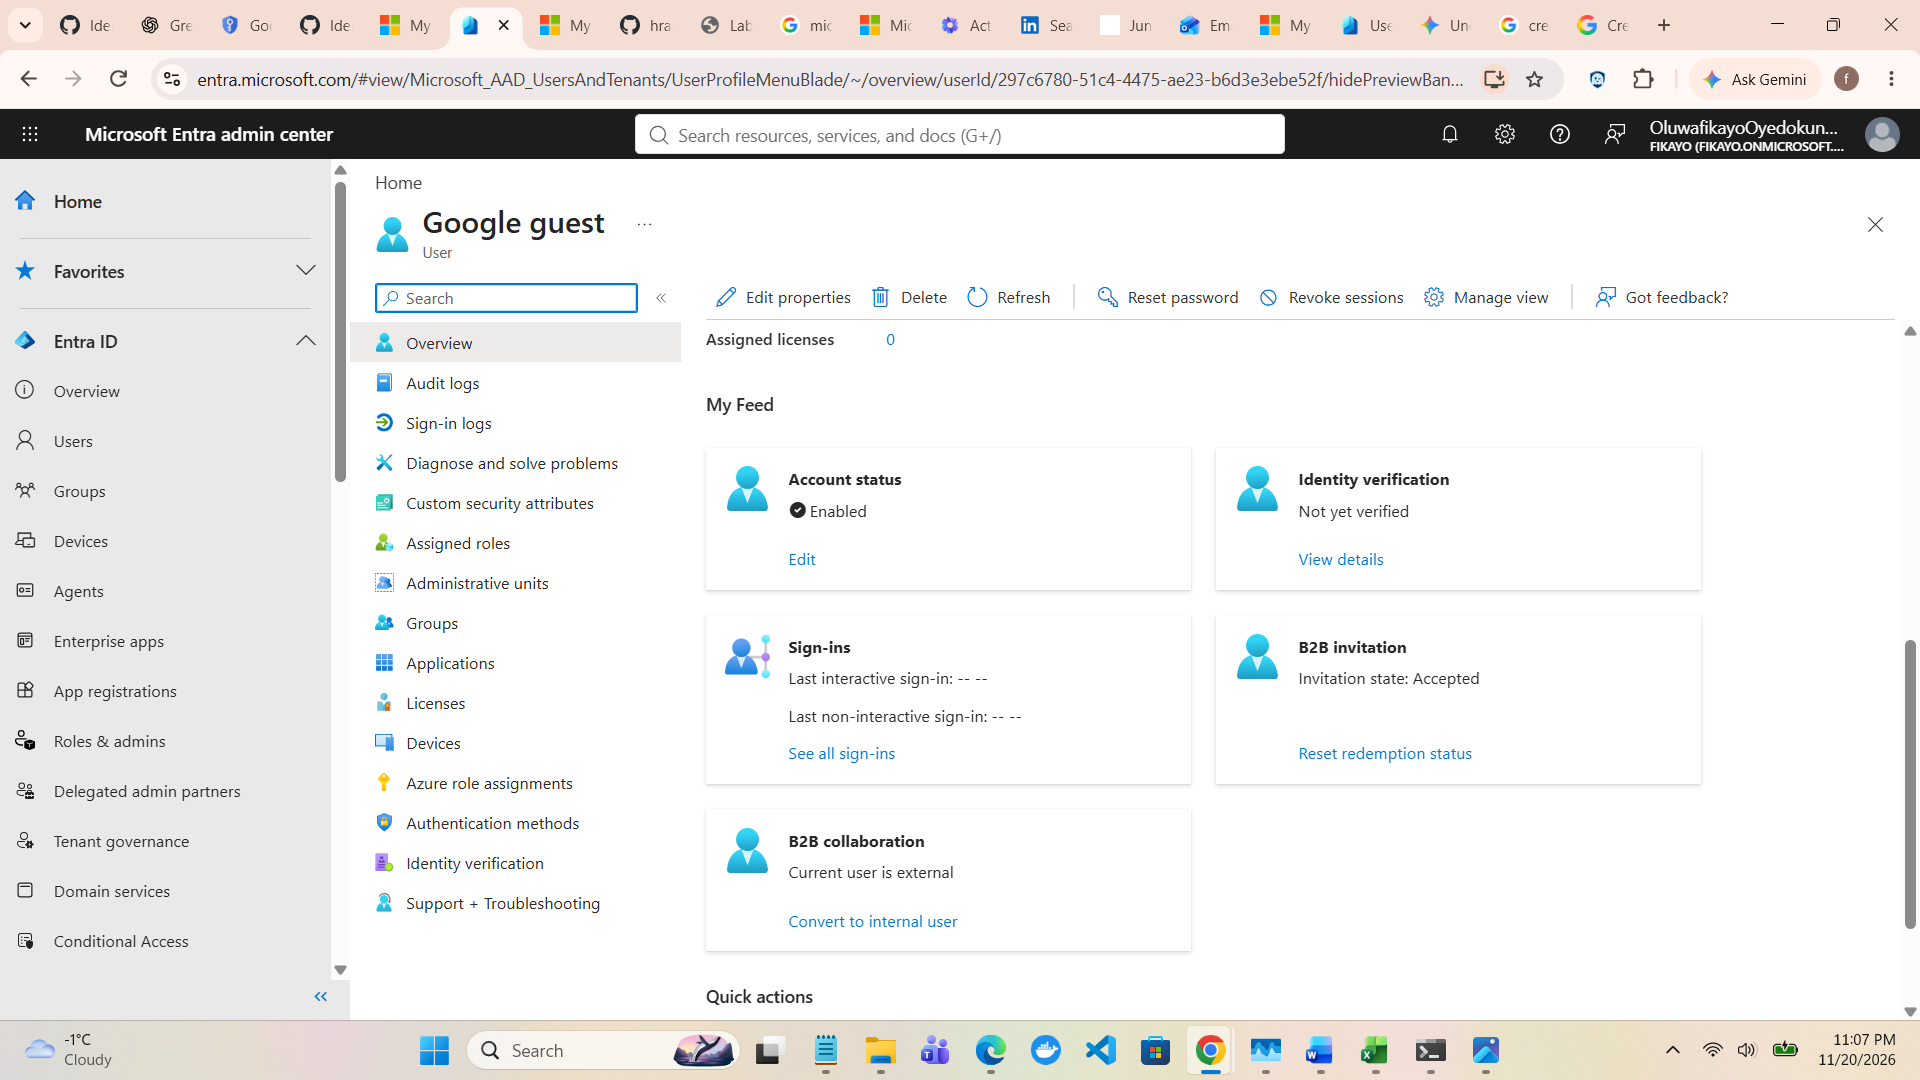 Ide
Gre
Goo
Ide
My
My
hra
Lab
mic
Mic
Act
Sea
Jun
Em
My
Use
Un
cre
Cre
entra.microsoft.com/#view/Microsoft_AAD_UsersAndTenants/UserProfileMenuBlade/~/overview/userId/297c6780-51c4-4475-ae23-b6d3e3ebe52f/hidePreviewBan...
Ask Gemini
f
Microsoft Entra admin center
Search resources, services, and docs (G+/)
OluwafikayoOyedokun...
FIKAYO (FIKAYO.ONMICROSOFT....
Home
Favorites
Entra ID
Overview
Users
Groups
Devices
Agents
Enterprise apps
App registrations
Roles & admins
Delegated admin partners
Tenant governance
Domain services
Conditional Access
Home
Google guest
...
User
Search
Overview
Audit logs
Sign-in logs
Diagnose and solve problems
Custom security attributes
Assigned roles
Administrative units
Groups
Applications
Licenses
Devices
Azure role assignments
Authentication methods
Identity verification
Support + Troubleshooting
Edit properties
Delete
Refresh
Reset password
Revoke sessions
Manage view
Got feedback?
Assigned licenses 0
My Feed
Account status
Enabled
Edit
Identity verification
Not yet verified
View details
Sign-ins
Last interactive sign-in: -- --
Last non-interactive sign-in: -- --
See all sign-ins
B2B invitation
Invitation state: Accepted
Reset redemption status
B2B collaboration
Current user is external
Convert to internal user
Quick actions
-1°C
Cloudy
Search
11:07 PM
11/20/2026